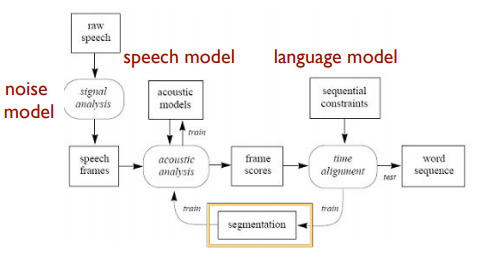 raw
speech
speech model
language model
noise
model
signal
analysis
acoustic
models
sequential
constraints
train
speech
frames
acoustic
analysis
frame
scores
time
alignment
test
word
sequence
train
train
segmentation